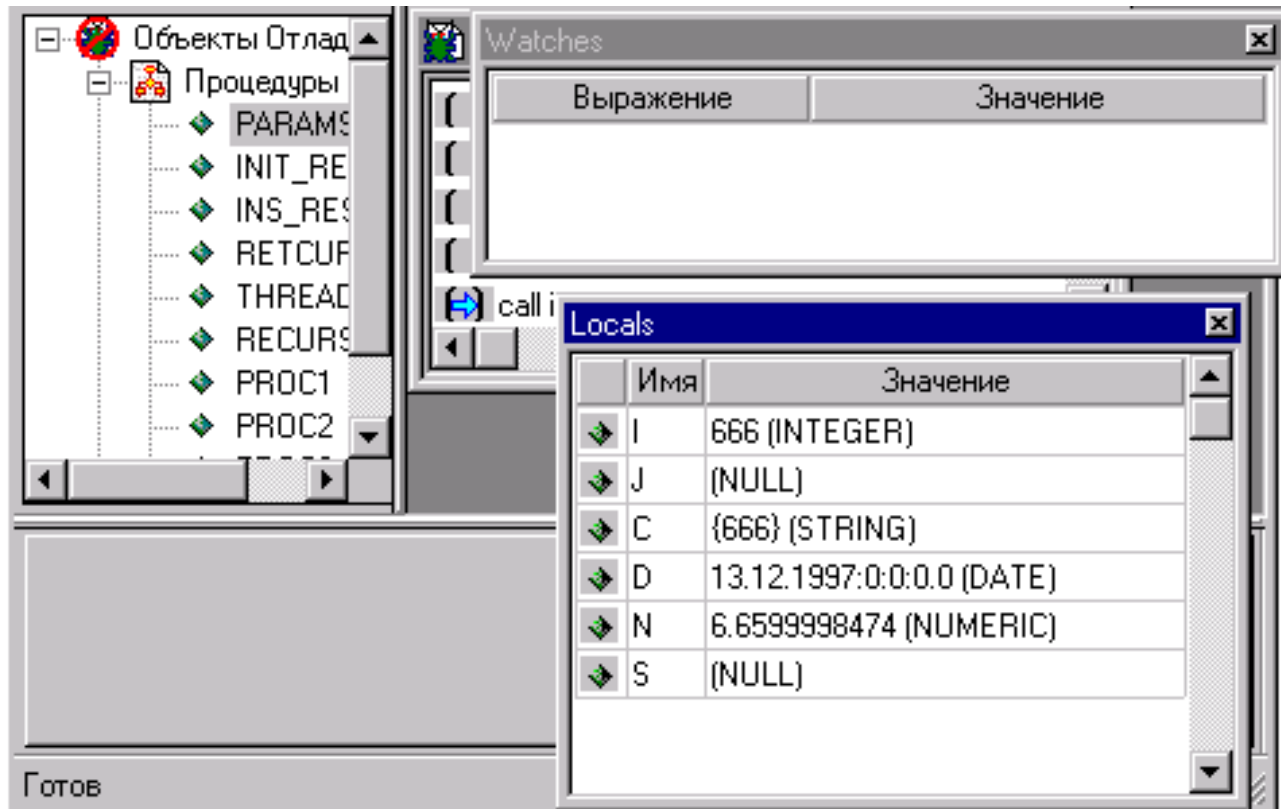 Объекты Отлад
Процедуры
PARAMS
INIT_RE
INS_RES
RETCUR
THREAD
RECURS
PROC1
PROC2
Watches
Выражение Значение
call i
Locals
Имя Значение
I 666 (INTEGER)
J (NULL)
C {666} (STRING)
D 13.12.1997:0:0:0.0 (DATE)
N 6.6599998474 (NUMERIC)
S (NULL)
Готов